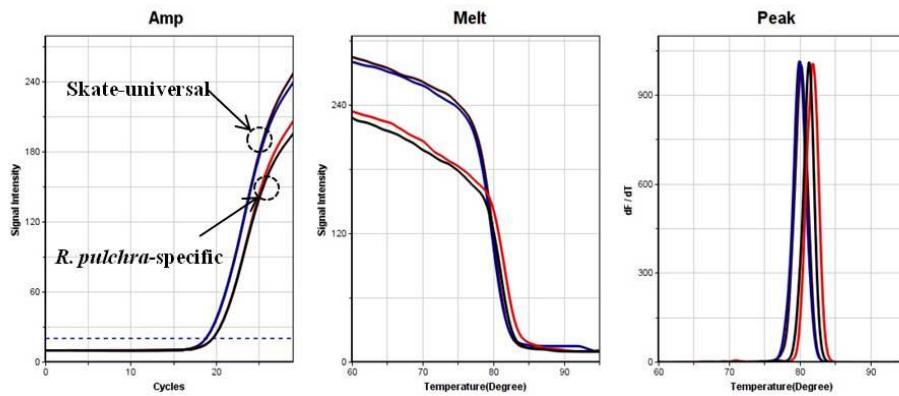 Amp
Skate-universal
R. pulchra-specific
Signal Intensity
240
180
120
60
0
0
10
20
Cycles
Melt
Signal Intensity
240
120
0
60
70
80
90
Temperature(Degree)
Peak
dF / dT
900
600
300
0
60
70
80
90
Temperature(Degree)